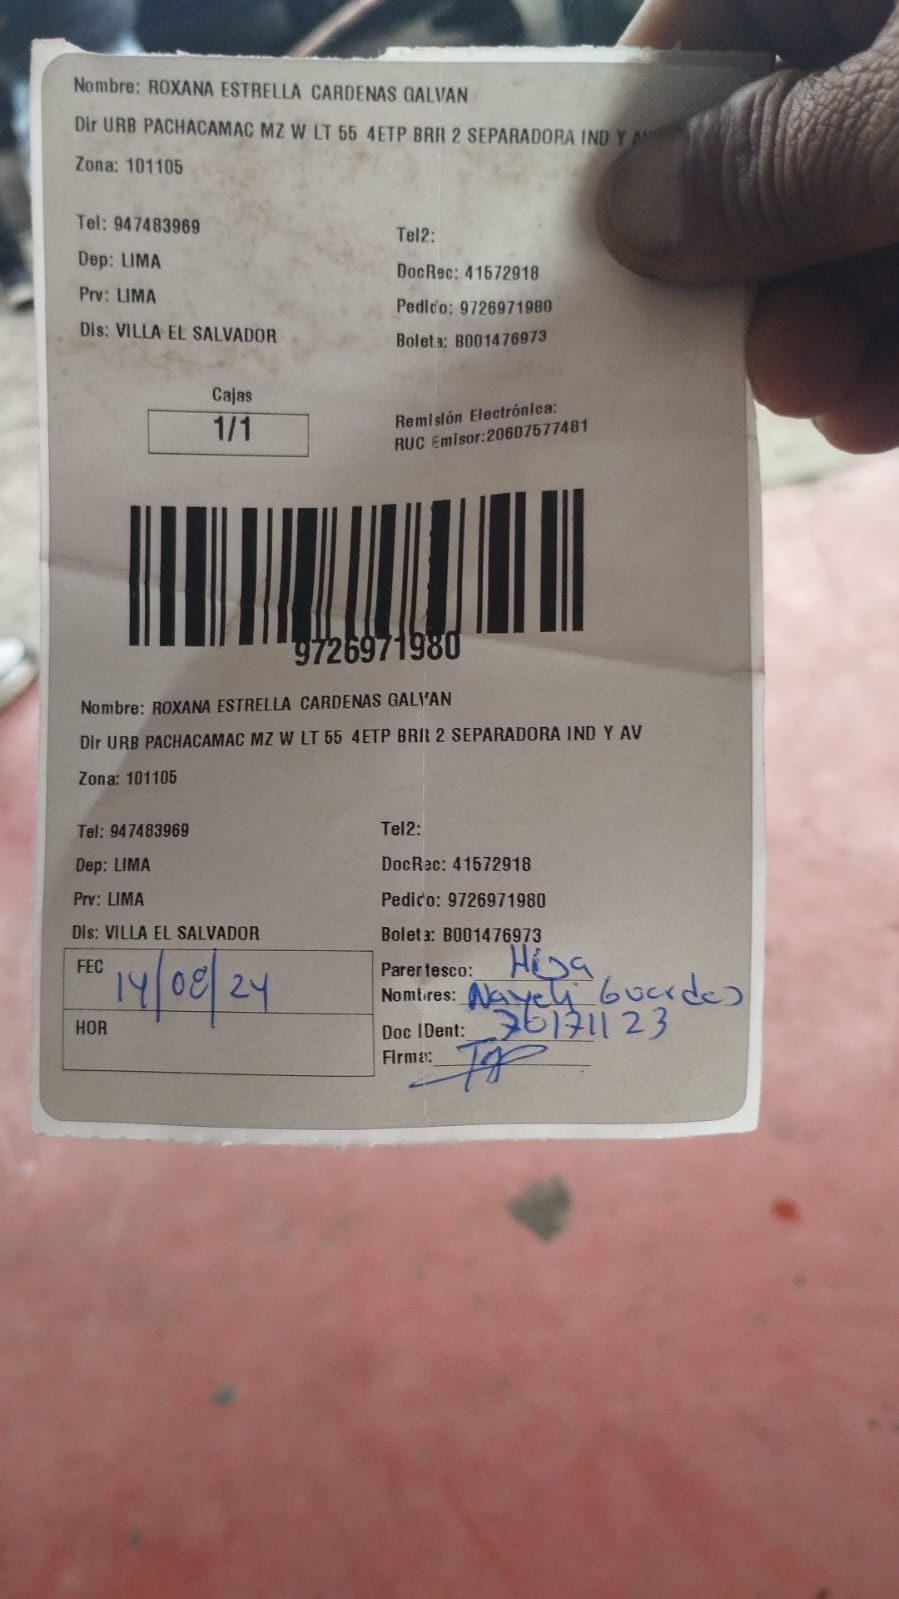 Nombre: ROXANA ESTRELLA CARDENAS GALVAN
Dir URB PACHACAMAC MZ W LT 55 4ETP BRR 2 SEPARADORA IND Y AV
Zona: 101105
Tel: 947483969
Tel2:
Dep: LIMA
DocRec: 41572918
Prv: LIMA
Pedido: 9726971980
Dis: VILLA EL SALVADOR
Boleta: B001476973
Cajas
1/1
Remisión Electrónica:
RUC Emisor:20607577481
9726971980
Nombre: ROXANA ESTRELLA CARDENAS GALVAN
Dir URB PACHACAMAC MZ W LT 55 4ETP BRR 2 SEPARADORA IND Y AV
Zona: 101105
Tel: 947483969
Tel2:
Dep: LIMA
DocRec: 41572918
Prv: LIMA
Pedido: 9726971980
Dis: VILLA EL SALVADOR
Boleta: B001476973
FEC 14/08/24
Parentesco: Hija
Nombres: Nayeli
HOR
Doc IDent: 76171123
Firma: